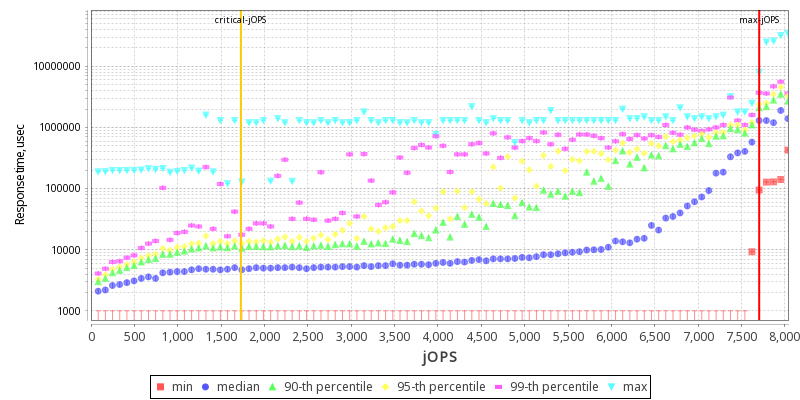 critical-jOPS
max-jOPS
Response time, usec
10000000
1000000
100000
10000
1000
0
500
1,000
1,500
2,000
2,500
3,000
3,500
4,000
4,500
5,000
5,500
6,000
6,500
7,000
7,500
8,000
jOPS
min
median
90-th percentile
95-th percentile
99-th percentile
max